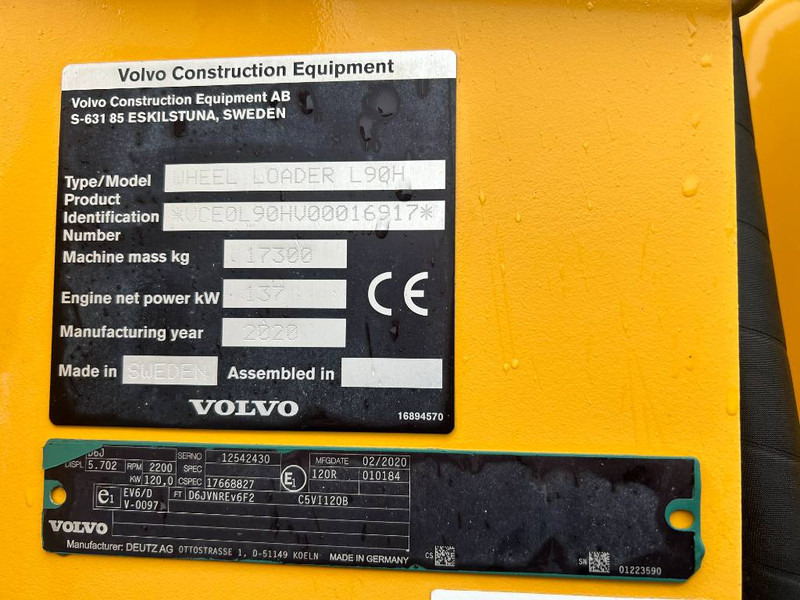 Volvo Construction Equipment
Volvo Construction Equipment AB
S-631 85 ESKILSTUNA, SWEDEN
Type/Model WHEEL LOADER L90H
Product
Identification *VCE0L90HV00016917*
Number
Machine mass kg 17300
Engine net power kW 137
CE
Manufacturing year 2020
Made in SWEDEN Assembled in
VOLVO
16894570
D6J SERNO 12542430 MFGDATE 02/2020
DISPL 5.702 RPM 2200 SPEC E1 120R 010184
KW 120,0 CSPEC 17668827
e1 EV6/D FT D6JVNREv6F2 C5VI120B
V-0097
VOLVO
Manufacturer: DEUTZ AG OTTOSTRASSE 1, D-51149 KOELN MADE IN GERMANY CS SN 01223590